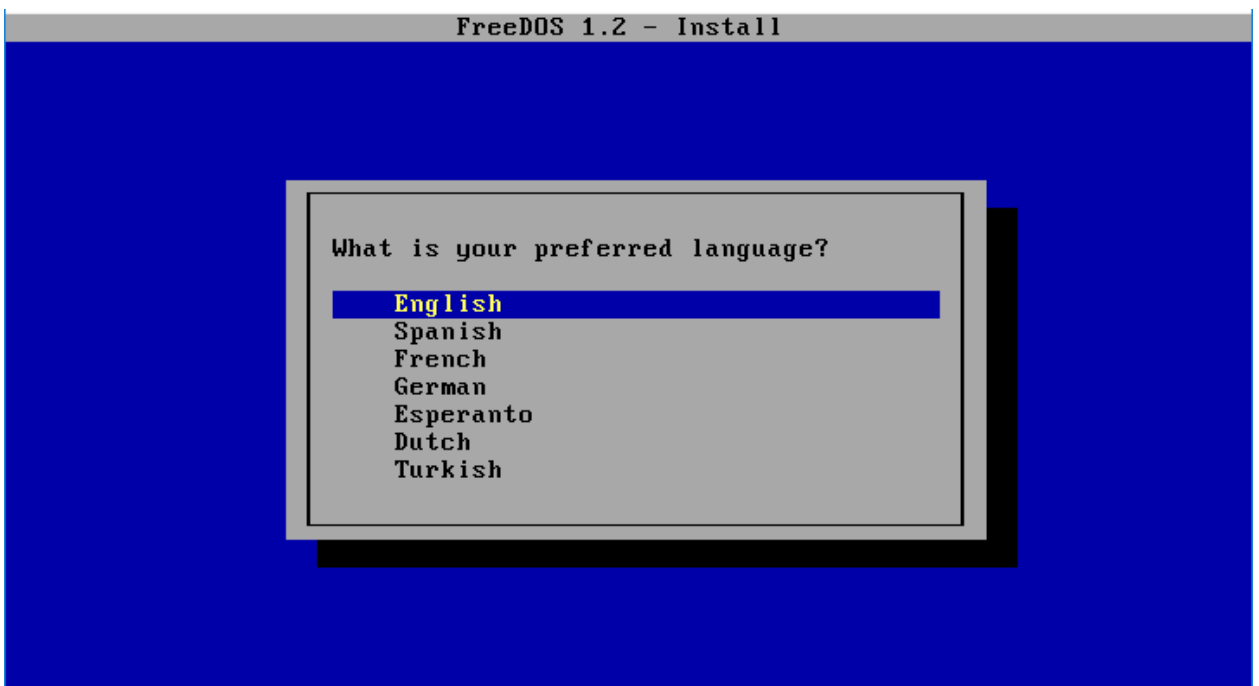 FreeDOS 1.2 - Install
What is your preferred language?
English
Spanish
French
German
Esperanto
Dutch
Turkish